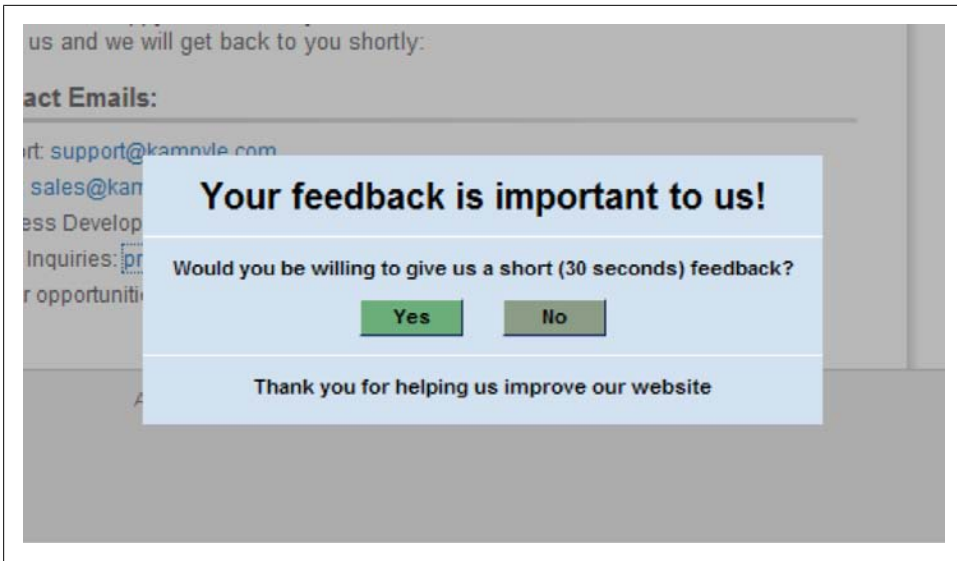 us and we will get back to you shortly:
act Emails:
rt: support@kampyle.com
sales@kam
ess Develop
Inquiries: pr
r opportuniti
Your feedback is important to us!
Would you be willing to give us a short (30 seconds) feedback?
Yes No
Thank you for helping us improve our website
A